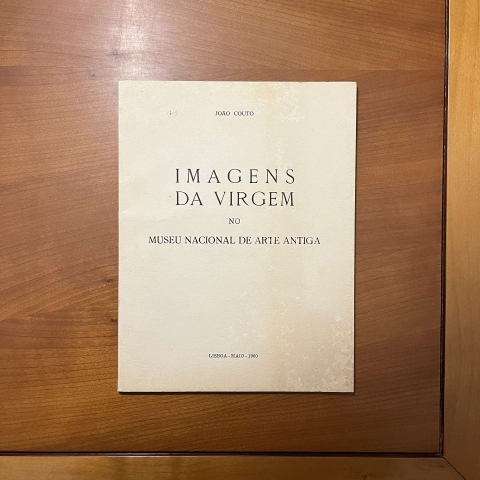 JOÃO COUTO
IMAGENS
DA VIRGEM
NO
MUSEU NACIONAL DE ARTE ANTIGA
LISBOA - MAIO - 1960